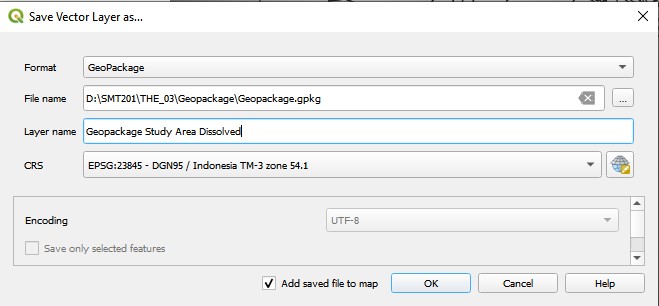 Save Vector Layer as...
Format
GeoPackage
File name
D:\SMT201\THE_03\Geopackage\Geopackage.gpkg
...
Layer name
Geopackage Study Area Dissolved
CRS
EPSG:23845 - DGN95 / Indonesia TM-3 zone 54.1
Encoding
UTF-8
Save only selected features
Add saved file to map
OK
Cancel
Help